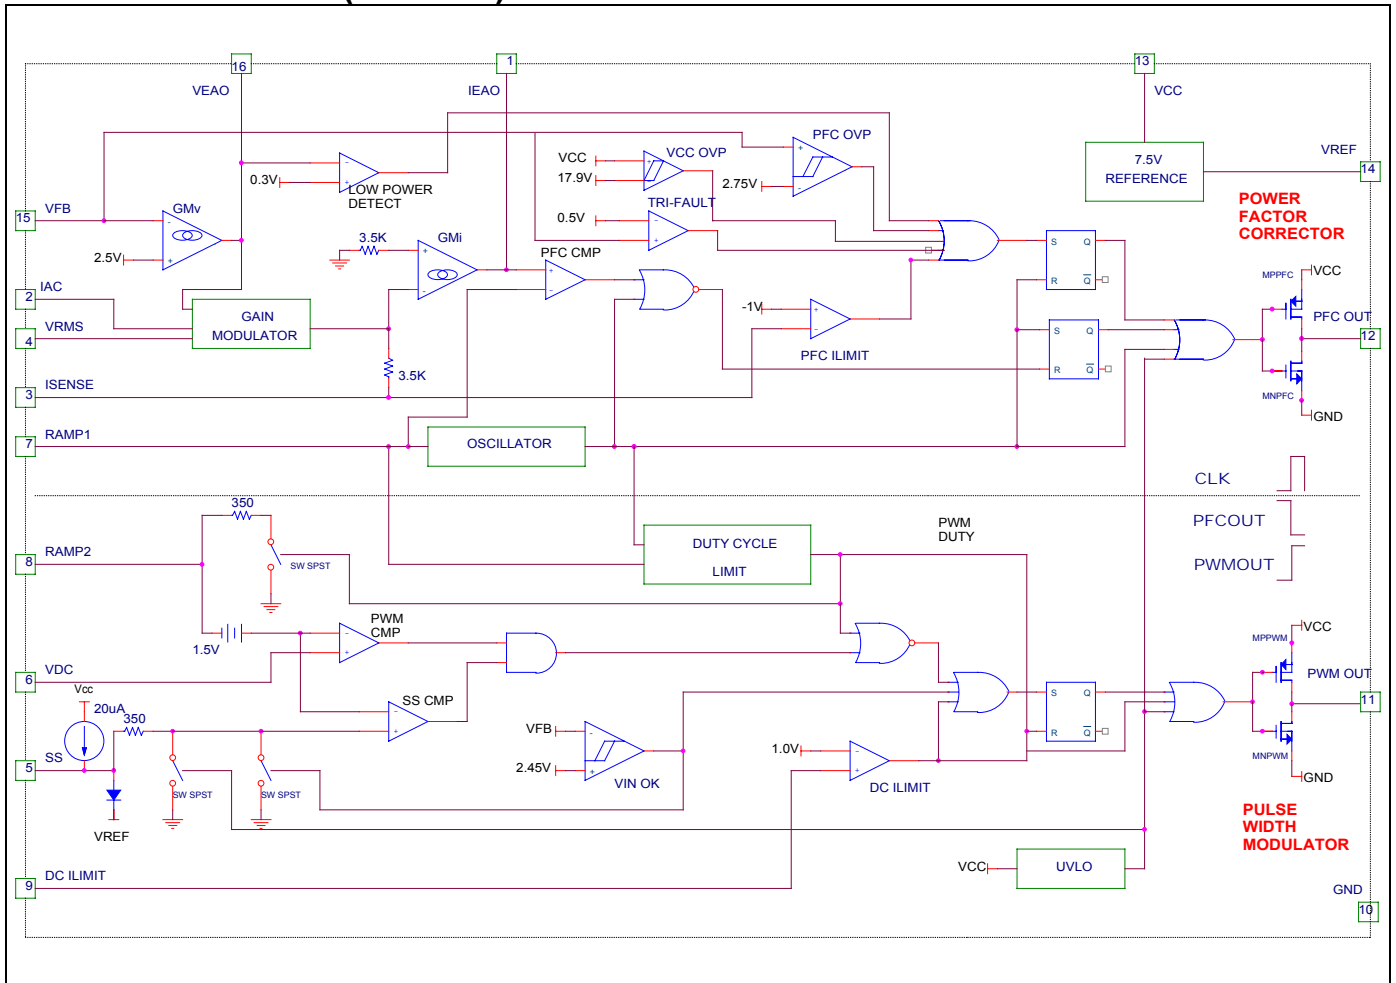 16
1
13
VEAO
IEAO
VCC
PFC OVP
VCC OVP
VCC
17.9V
2.75V
7.5V
REFERENCE
VREF
14
0.3V
LOW POWER
DETECT
TRI-FAULT
0.5V
POWER
FACTOR
CORRECTOR
15
VFB
GMv
2.5V
3.5K
GMi
PFC CMP
S
Q
R
Q
VCC
MPPFC
2
IAC
GAIN
MODULATOR
-1V
PFC ILIMIT
PFC OUT
12
4
VRMS
S
Q
R
Q
3.5K
3
ISENSE
MNPFC
GND
7
RAMP1
OSCILLATOR
CLK
350
PWM
DUTY
PFCOUT
8
RAMP2
SW SPST
DUTY CYCLE
LIMIT
PWMOUT
PWM
CMP
1.5V
VCC
MPPWM
6
VDC
PWM OUT
11
Vcc
20uA
350
SS CMP
S
Q
R
Q
VFB
1.0V
MNPWM
5
SS
2.45V
VIN OK
DC ILIMIT
GND
SW SPST
SW SPST
VREF
PULSE
WIDTH
MODULATOR
VCC
UVLO
9
DC ILIMIT
GND
10